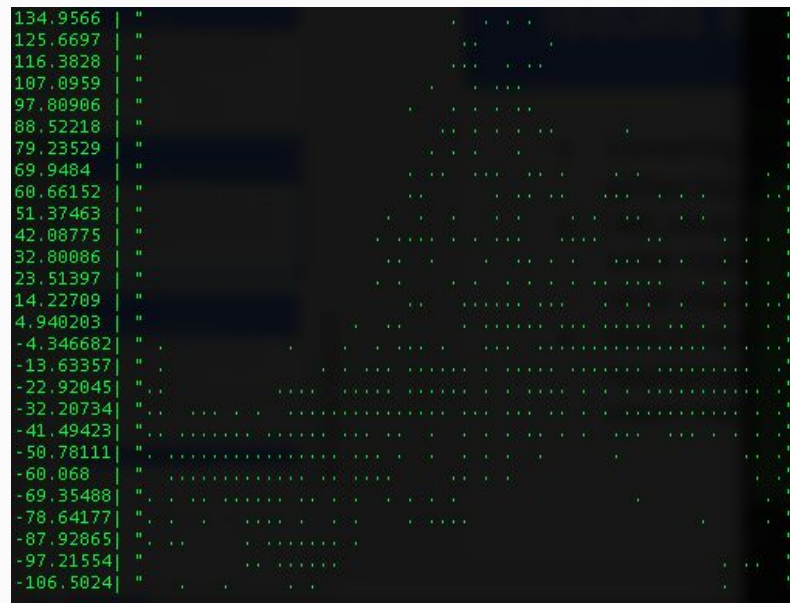 134.9566 | "
125.6697 | "
116.3828 | "
107.0959 | "
97.80906 | "
88.52218 | "
79.23529 | "
69.9484 | "
60.66152 | "
51.37463 | "
42.08775 | "
32.80086 | "
23.51397 | "
14.22709 | "
4.940203 | "
-4.346682| "
-13.63357| "
-22.92045| "
-32.20734| "
-41.49423| "
-50.78111| "
-60.068 | "
-69.35488| "
-78.64177| "
-87.92865| "
-97.21554| "
-106.5024| "